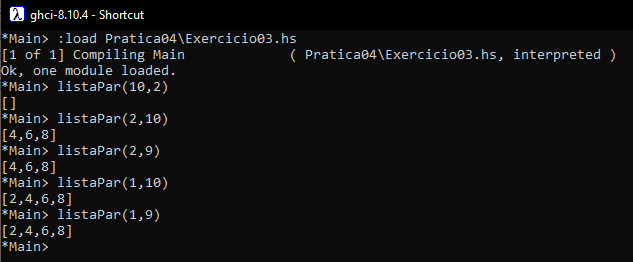 ghci-8.10.4 - Shortcut
*Main> :load Pratica04\Exercicio03.hs
[1 of 1] Compiling Main             ( Pratica04\Exercicio03.hs, interpreted )
Ok, one module loaded.
*Main> listaPar(10,2)
[]
*Main> listaPar(2,10)
[4,6,8]
*Main> listaPar(2,9)
[4,6,8]
*Main> listaPar(1,10)
[2,4,6,8]
*Main> listaPar(1,9)
[2,4,6,8]
*Main>